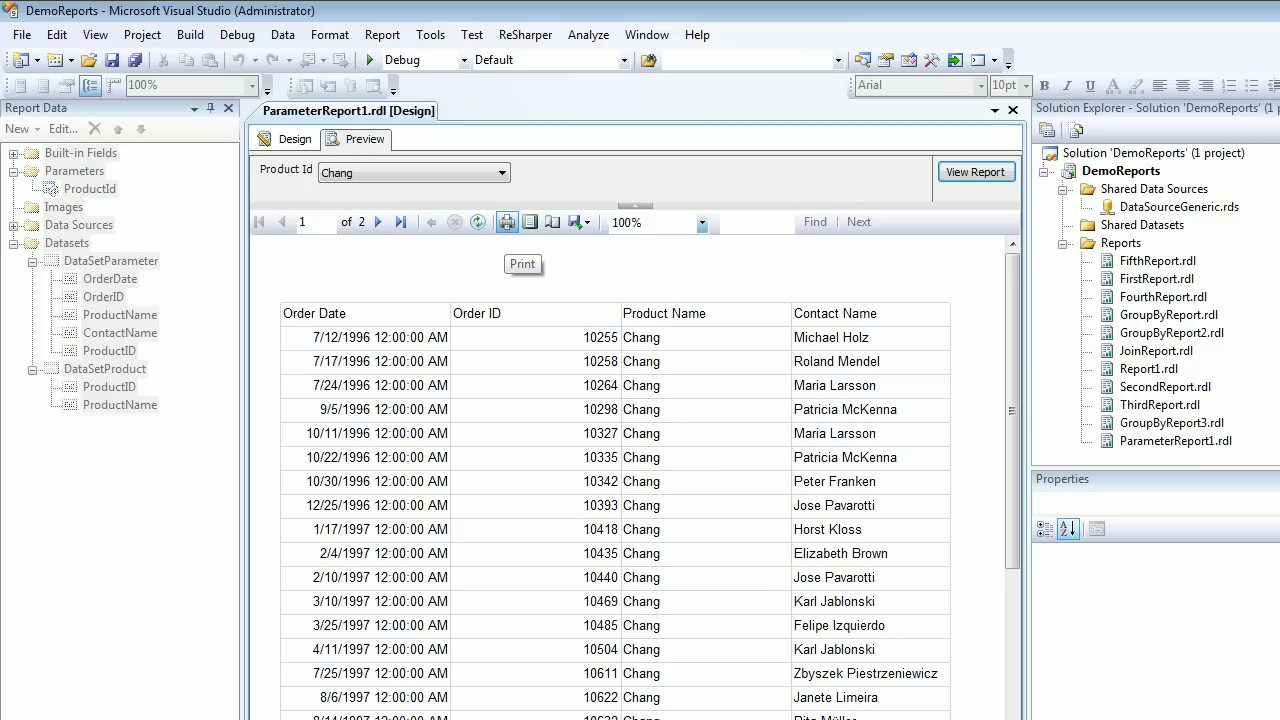 DemoReports - Microsoft Visual Studio (Administrator)
File Edit View Project Build Debug Data Format Report Tools Test ReSharper Analyze Window Help
Debug Default
100% Arial 10pt B I U A
Report Data
New Edit...
Built-in Fields
Parameters
ProductId
Images
Data Sources
Datasets
DataSetParameter
OrderDate
OrderID
ProductName
ContactName
ProductID
DataSetProduct
ProductID
ProductName
ParameterReport1.rdl [Design]
Design Preview
Product Id Chang View Report
1 of 2 100% Find Next
Print
Order Date Order ID Product Name Contact Name
7/12/1996 12:00:00 AM 10255 Chang Michael Holz
7/17/1996 12:00:00 AM 10258 Chang Roland Mendel
7/24/1996 12:00:00 AM 10264 Chang Maria Larsson
9/5/1996 12:00:00 AM 10298 Chang Patricia McKenna
10/11/1996 12:00:00 AM 10327 Chang Maria Larsson
10/22/1996 12:00:00 AM 10335 Chang Patricia McKenna
10/30/1996 12:00:00 AM 10342 Chang Peter Franken
12/25/1996 12:00:00 AM 10393 Chang Jose Pavarotti
1/17/1997 12:00:00 AM 10418 Chang Horst Kloss
2/4/1997 12:00:00 AM 10435 Chang Elizabeth Brown
2/10/1997 12:00:00 AM 10440 Chang Jose Pavarotti
3/10/1997 12:00:00 AM 10469 Chang Karl Jablonski
3/25/1997 12:00:00 AM 10485 Chang Felipe Izquierdo
4/11/1997 12:00:00 AM 10504 Chang Karl Jablonski
7/25/1997 12:00:00 AM 10611 Chang Zbyszek Piestrzeniewicz
8/6/1997 12:00:00 AM 10622 Chang Janete Limeira
Solution Explorer - Solution 'DemoReports' (1 p
Solution 'DemoReports' (1 project)
DemoReports
Shared Data Sources
DataSourceGeneric.rds
Shared Datasets
Reports
FifthReport.rdl
FirstReport.rdl
FourthReport.rdl
GroupByReport.rdl
GroupByReport2.rdl
JoinReport.rdl
Report1.rdl
SecondReport.rdl
ThirdReport.rdl
GroupByReport3.rdl
ParameterReport1.rdl
Properties